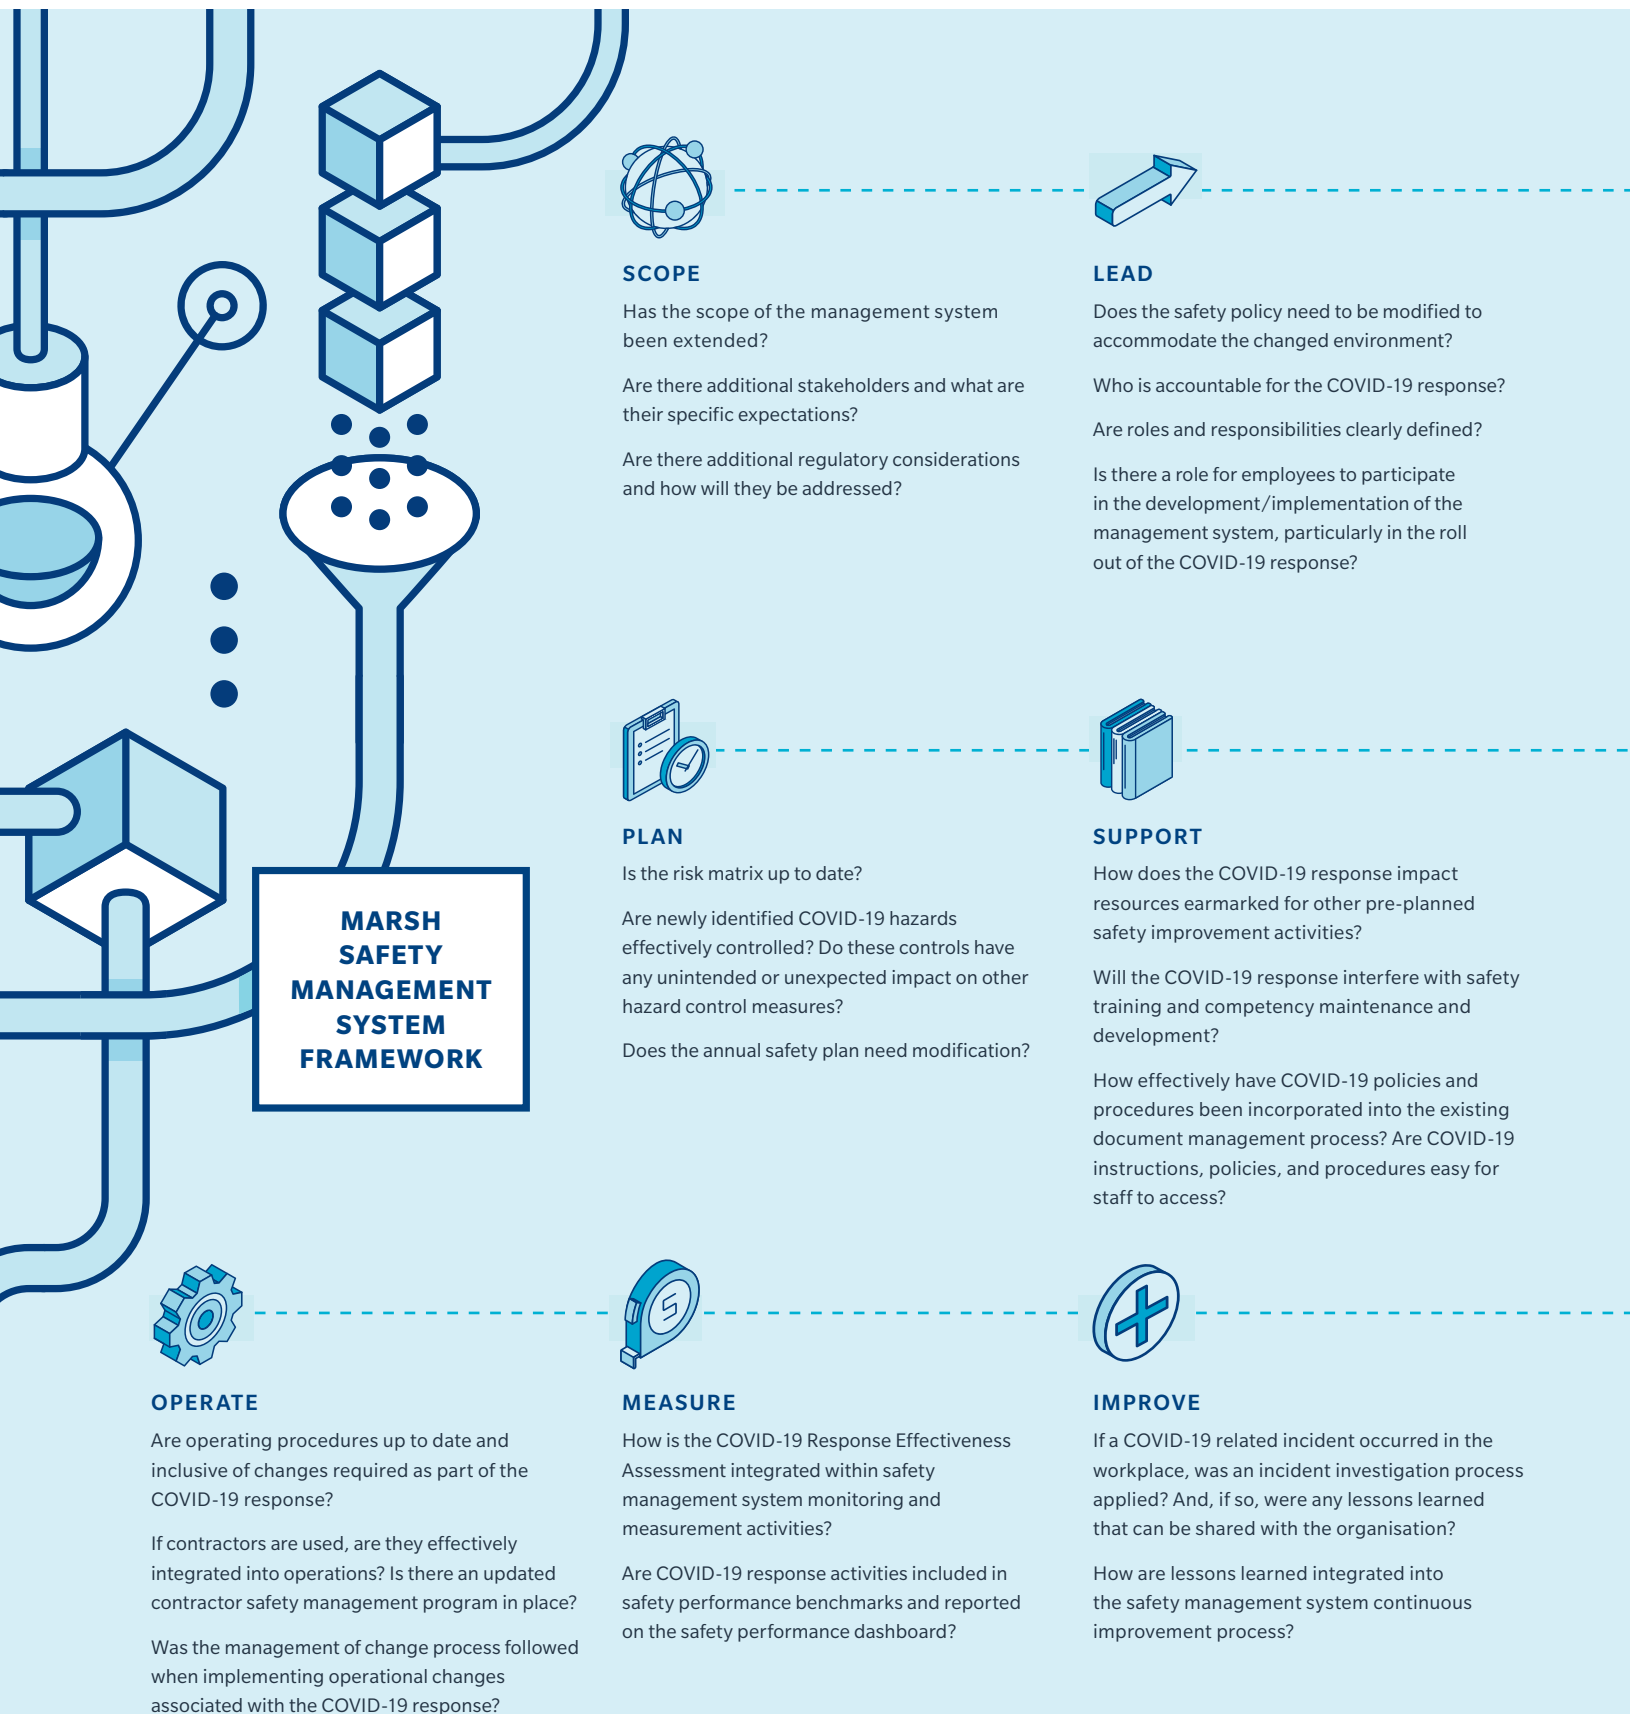 SCOPE
Has the scope of the management system
been extended?
Are there additional stakeholders and what are
their specific expectations?
Are there additional regulatory considerations
and how will they be addressed?
LEAD
Does the safety policy need to be modified to
accommodate the changed environment?
Who is accountable for the COVID-19 response?
Are roles and responsibilities clearly defined?
Is there a role for employees to participate
in the development/implementation of the
management system, particularly in the roll
out of the COVID-19 response?
MARSH
SAFETY
MANAGEMENT
SYSTEM
FRAMEWORK
PLAN
Is the risk matrix up to date?
Are newly identified COVID-19 hazards
effectively controlled? Do these controls have
any unintended or unexpected impact on other
hazard control measures?
Does the annual safety plan need modification?
SUPPORT
How does the COVID-19 response impact
resources earmarked for other pre-planned
safety improvement activities?
Will the COVID-19 response interfere with safety
training and competency maintenance and
development?
How effectively have COVID-19 policies and
procedures been incorporated into the existing
document management process? Are COVID-19
instructions, policies, and procedures easy for
staff to access?
OPERATE
Are operating procedures up to date and
inclusive of changes required as part of the
COVID-19 response?
If contractors are used, are they effectively
integrated into operations? Is there an updated
contractor safety management program in place?
Was the management of change process followed
when implementing operational changes
associated with the COVID-19 response?
5
MEASURE
How is the COVID-19 Response Effectiveness
Assessment integrated within safety
management system monitoring and
measurement activities?
Are COVID-19 response activities included in
safety performance benchmarks and reported
on the safety performance dashboard?
IMPROVE
If a COVID-19 related incident occurred in the
workplace, was an incident investigation process
applied? And, if so, were any lessons learned
that can be shared with the organisation?
How are lessons learned integrated into
the safety management system continuous
improvement process?